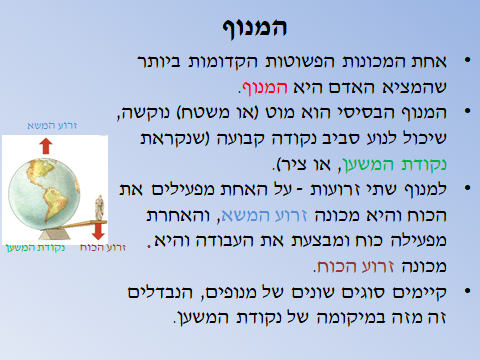 המנוף
• אחת המכונות הפשוטות הקדומות ביותר
שהמציא האדם היא המנוף.
• המנוף הבסיסי הוא מוט (או משטח) נוקשה,
שיכול לנוע סביב נקודה קבועה (שנקראת
נקודת המשען, או ציר).
• למנוף שתי זרועות - על האחת מפעילים את
הכוח והיא מכונה זרוע המשא, והאחרת
מפעילה כוח ומבצעת את העבודה והיא
מכונה זרוע הכוח.
• קיימים סוגים שונים של מנופים, הנבדלים
זה מזה במיקומה של נקודת המשען.
זרוע המשא
זרוע הכוח
נקודת המשען